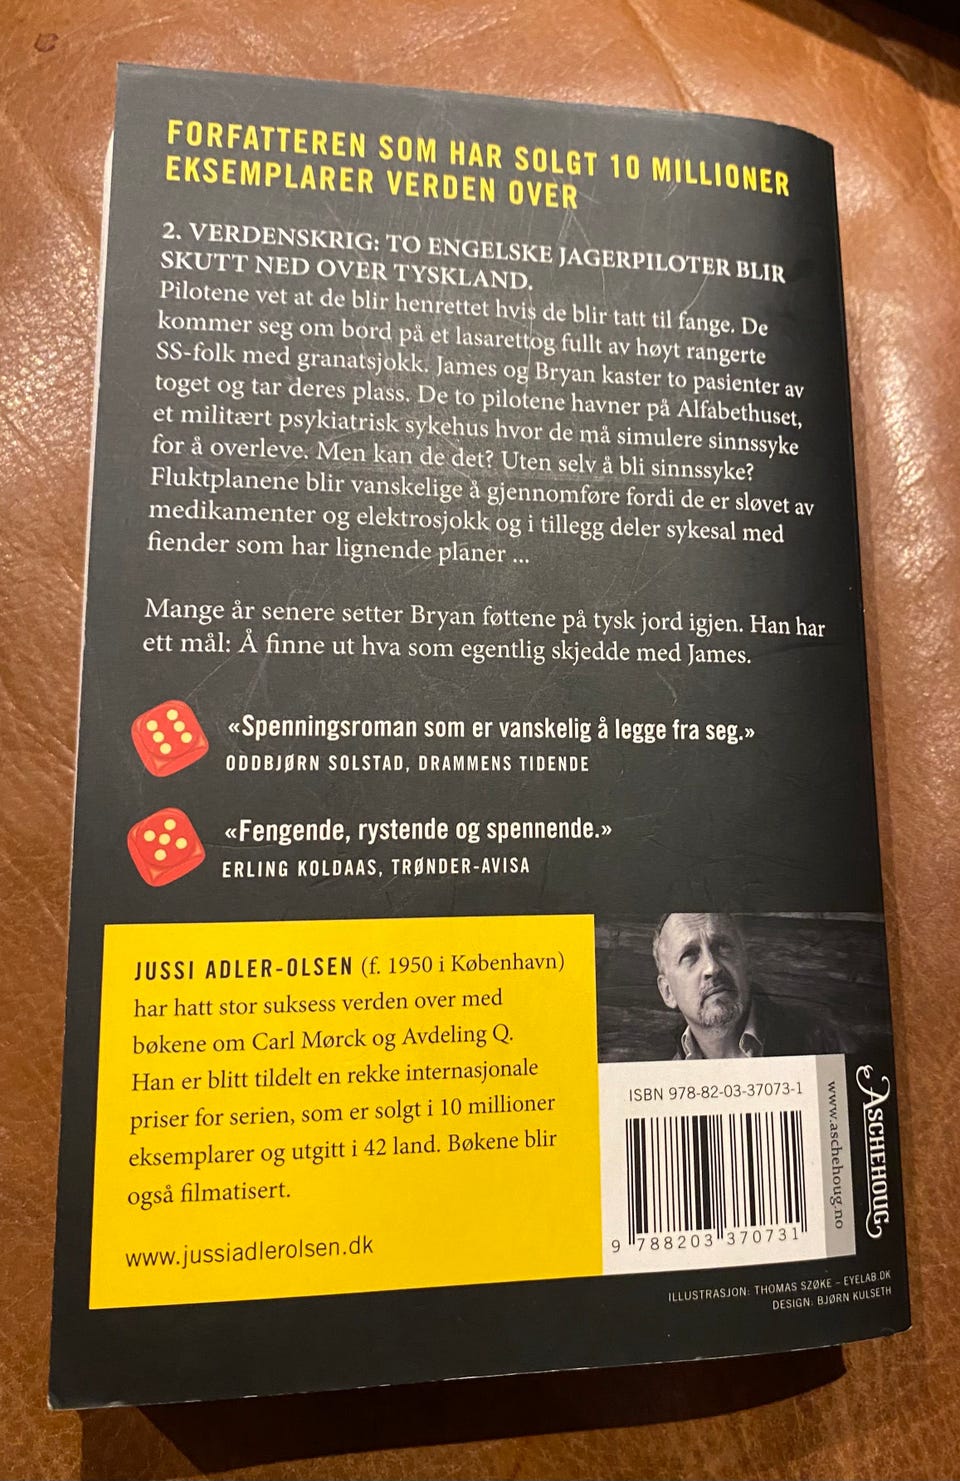 FORFATTEREN SOM HAR SOLGT 10 MILLIONER
EKSEMPLARER VERDEN OVER
2. VERDENSKRIG: TO ENGELSKE JAGERPILOTER BLIR
SKUTT NED OVER TYSKLAND.
Pilotene vet at de blir henrettet hvis de blir tatt til fange. De
kommer seg om bord på et lasarettog fullt av høyt rangerte
SS-folk med granatsjokk. James og Bryan kaster to pasienter av
toget og tar deres plass. De to pilotene havner på Alfabethuset,
et militært psykiatrisk sykehus hvor de må simulere sinnssyke
for å overleve. Men kan de det? Uten selv å bli sinnssyke?
Fluktplanene blir vanskelige å gjennomføre fordi de er sløvet av
medikamenter og elektrosjokk og i tillegg deler sykesal med
fiender som har lignende planer ...
Mange år senere setter Bryan føttene på tysk jord igjen. Han har
ett mål: Å finne ut hva som egentlig skjedde med James.
«Spenningsroman som er vanskelig å legge fra seg.»
ODDBJØRN SOLSTAD, DRAMMENS TIDENDE
«Fengende, rystende og spennende.»
ERLING KOLDAAS, TRØNDER-AVISA
JUSSI ADLER-OLSEN (f. 1950 i København)
har hatt stor suksess verden over med
bøkene om Carl Mørck og Avdeling Q.
Han er blitt tildelt en rekke internasjonale
priser for serien, som er solgt i 10 millioner
eksemplarer og utgitt i 42 land. Bøkene blir
også filmatisert.
www.jussiadlerolsen.dk
ISBN 978-82-03-37073-1
9 788203 370731
www.aschehoug.no
ASCHEHOUG
ILLUSTRASJON: THOMAS SZØKE – EYELAB.DK
DESIGN: BJØRN KULSETH